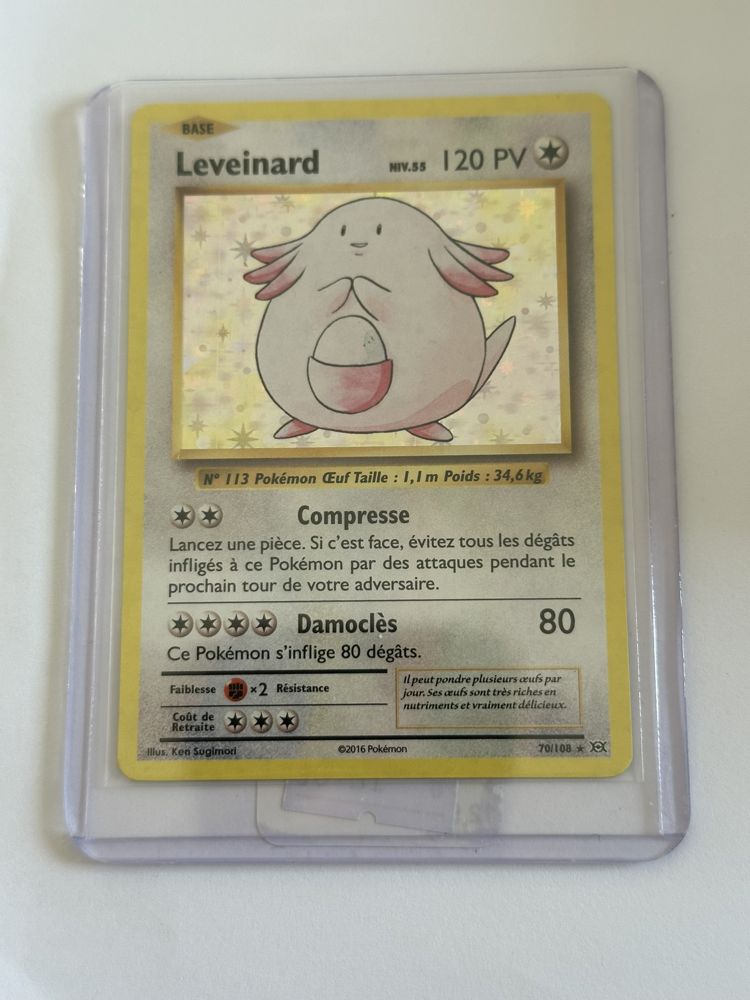 BASE
Leveinard NIV.55 120 PV
N° 113 Pokémon Œuf Taille : 1,1 m Poids : 34,6 kg
Compresse
Lancez une pièce. Si c'est face, évitez tous les dégâts
infligés à ce Pokémon par des attaques pendant le
prochain tour de votre adversaire.
Damoclès 80
Ce Pokémon s'inflige 80 dégâts.
Faiblesse ×2 Résistance
Il peut pondre plusieurs œufs par
jour. Ses œufs sont très riches en
nutriments et vraiment délicieux.
Coût de
Retraite
Illus. Ken Sugimori ©2016 Pokémon 70/108 ★